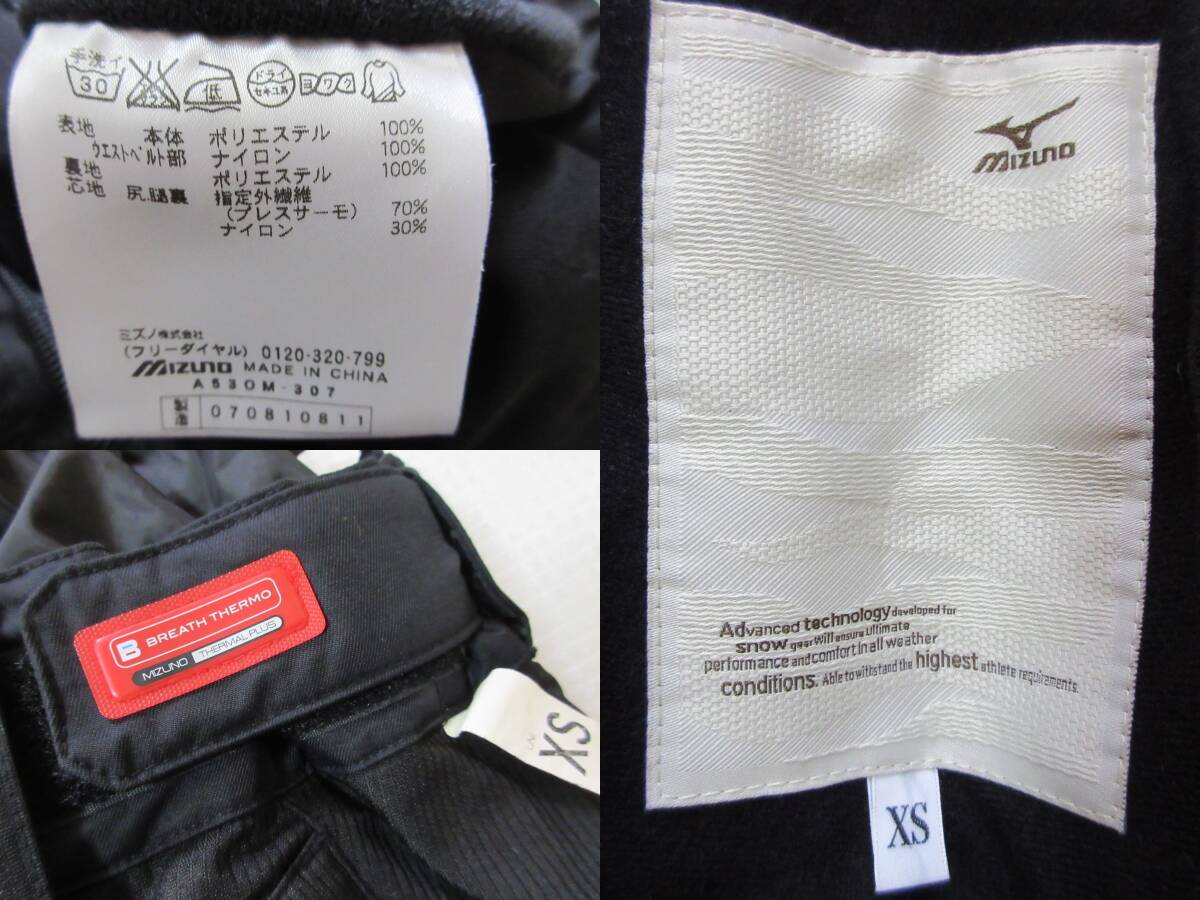 手洗イ
30
低
ドライ
セキユ系
ヨワク
表地 本体 ポリエステル 100%
ウエストベルト部 ナイロン 100%
裏地 ポリエステル 100%
芯地 尻.腿裏 指定外繊維
(ブレスサーモ) 70%
ナイロン 30%
ミズノ株式会社
(フリーダイヤル) 0120-320-799
MIZUNO MADE IN CHINA
A53OM-307
製造 070810811
B BREATH THERMO
MIZUNO THERMAL PLUS
XS
MIZUNO
Advanced technology developed for
snow gear will ensure ultimate
performance and comfort in all weather
conditions. Able to withstand the highest athlete requirements.
XS